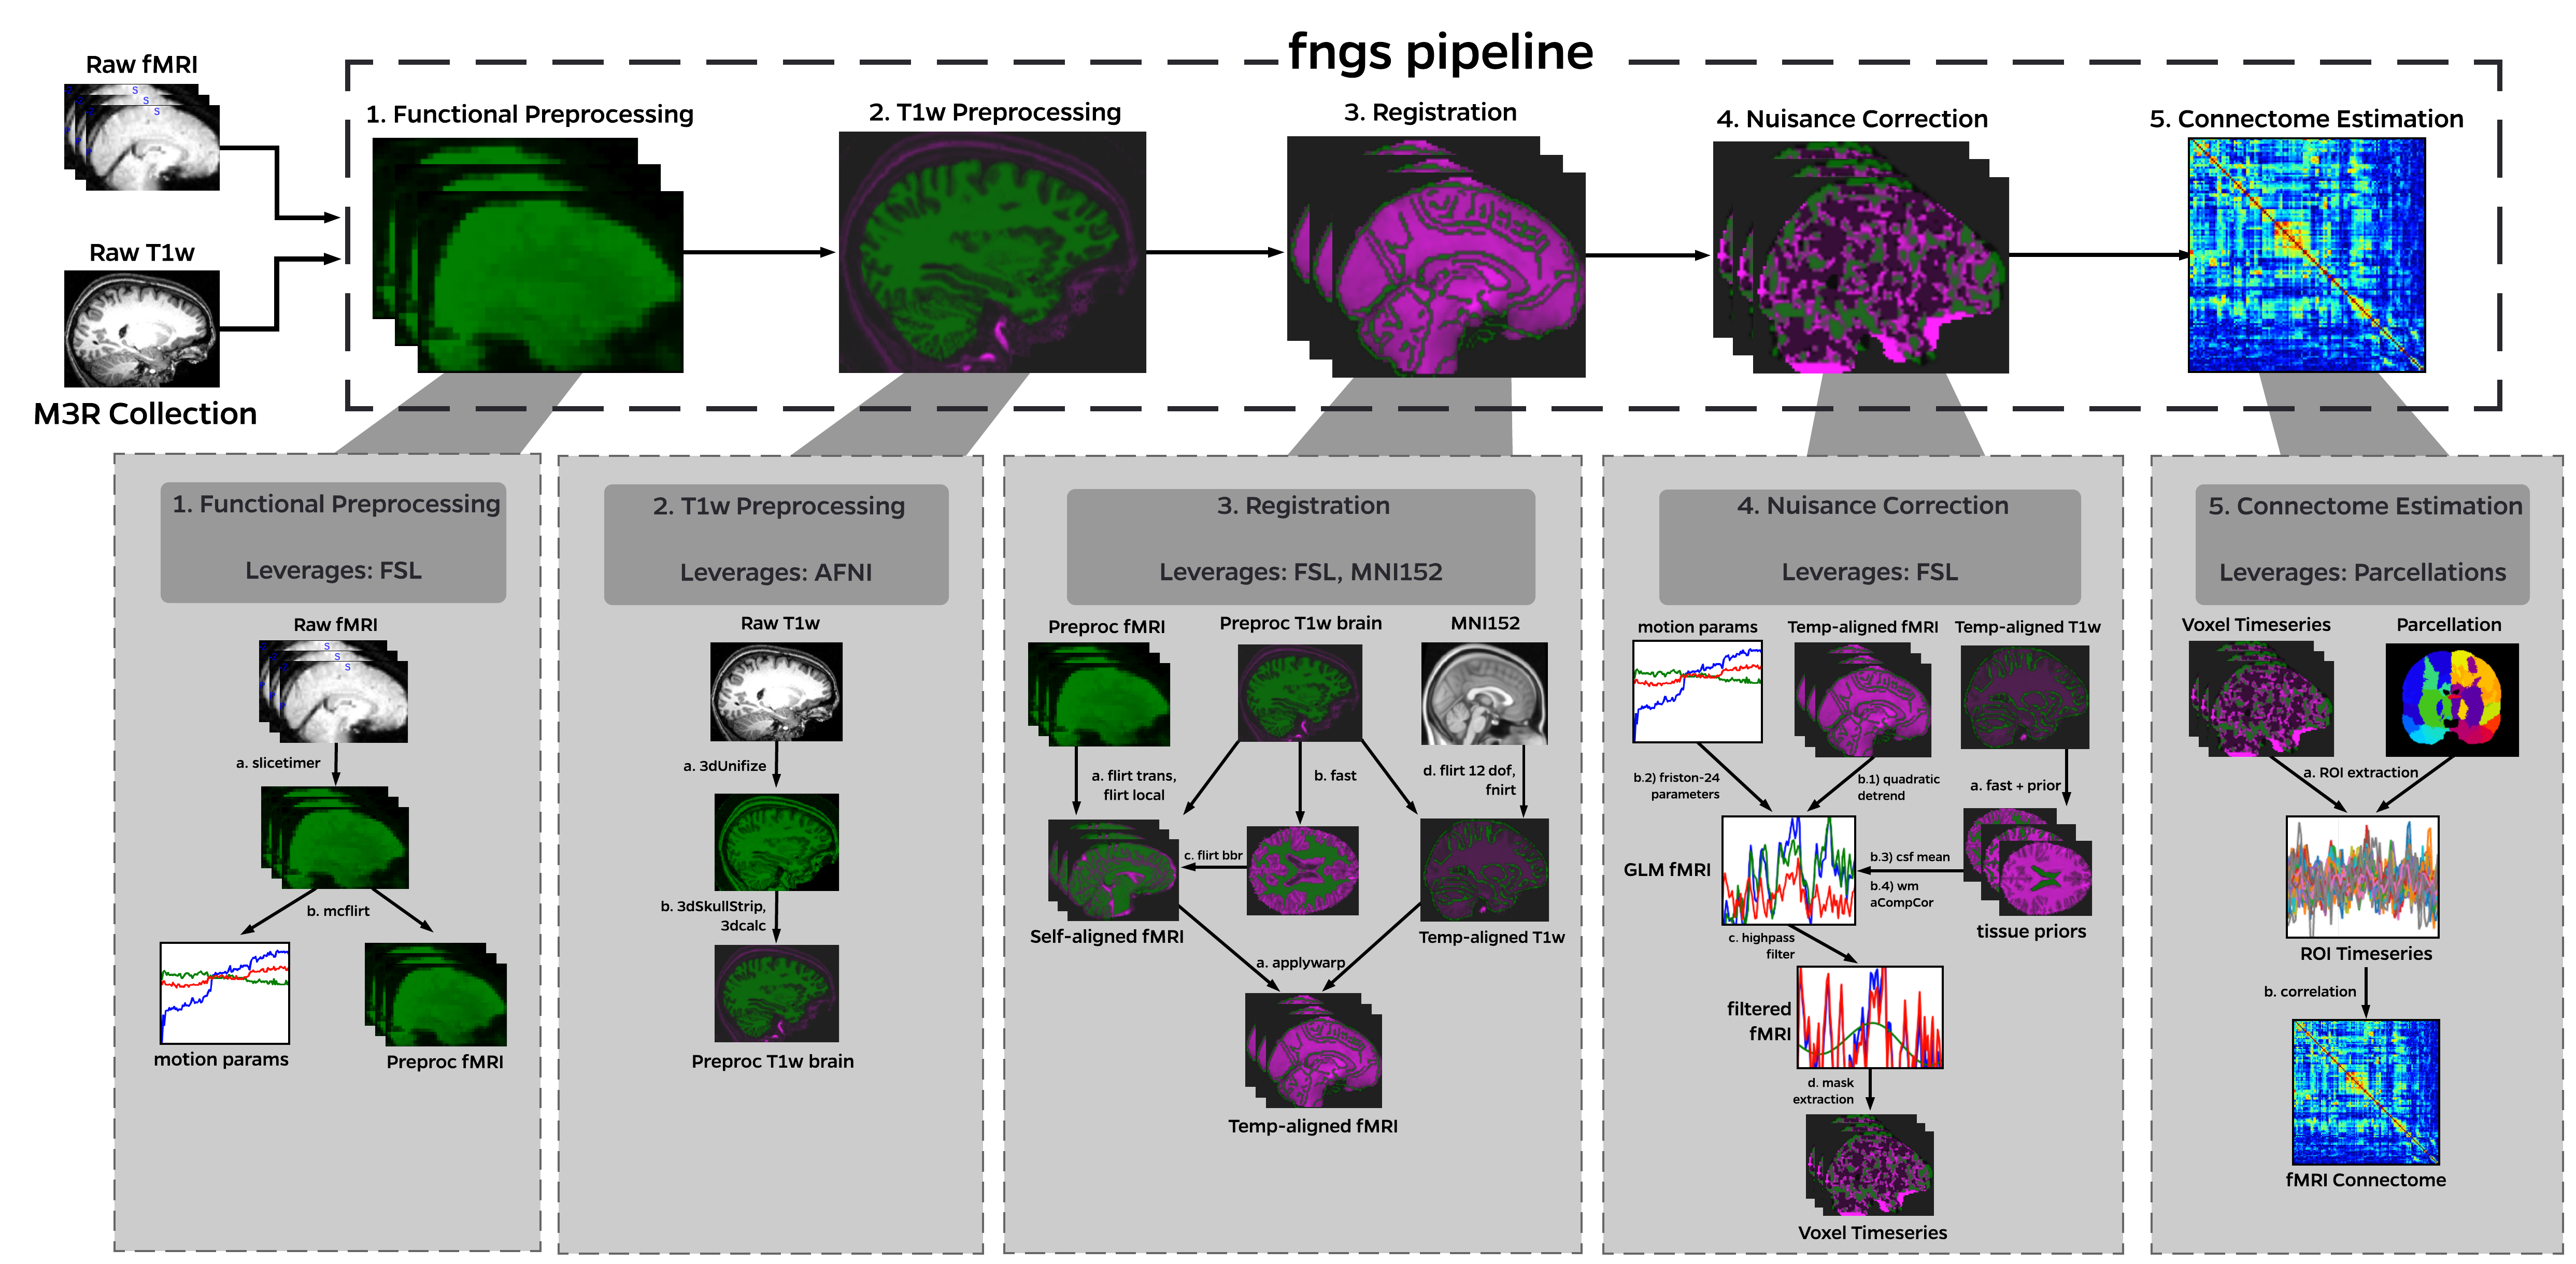 fngs pipeline
Raw fMRI
S
S
S
Raw T1w
M3R Collection
1. Functional Preprocessing
2. T1w Preprocessing
3. Registration
4. Nuisance Correction
5. Connectome Estimation
1. Functional Preprocessing
Leverages: FSL
Raw fMRI
S
S
S
a. slicetimer
b. mcflirt
motion params
Preproc fMRI
2. T1w Preprocessing
Leverages: AFNI
Raw T1w
a. 3dUnifize
b. 3dSkullStrip,
3dcalc
Preproc T1w brain
3. Registration
Leverages: FSL, MNI152
Preproc fMRI
Preproc T1w brain
MNI152
a. flirt trans,
flirt local
b. fast
d. flirt 12 dof,
fnirt
c. flirt bbr
Self-aligned fMRI
Temp-aligned T1w
a. applywarp
Temp-aligned fMRI
4. Nuisance Correction
Leverages: FSL
motion params
Temp-aligned fMRI
Temp-aligned T1w
b.2) friston-24
parameters
b.1) quadratic
detrend
a. fast + prior
GLM fMRI
b.3) csf mean
b.4) wm
aCompCor
tissue priors
c. highpass
filter
filtered
fMRI
d. mask
extraction
Voxel Timeseries
5. Connectome Estimation
Leverages: Parcellations
Voxel Timeseries
Parcellation
a. ROI extraction
ROI Timeseries
b. correlation
fMRI Connectome